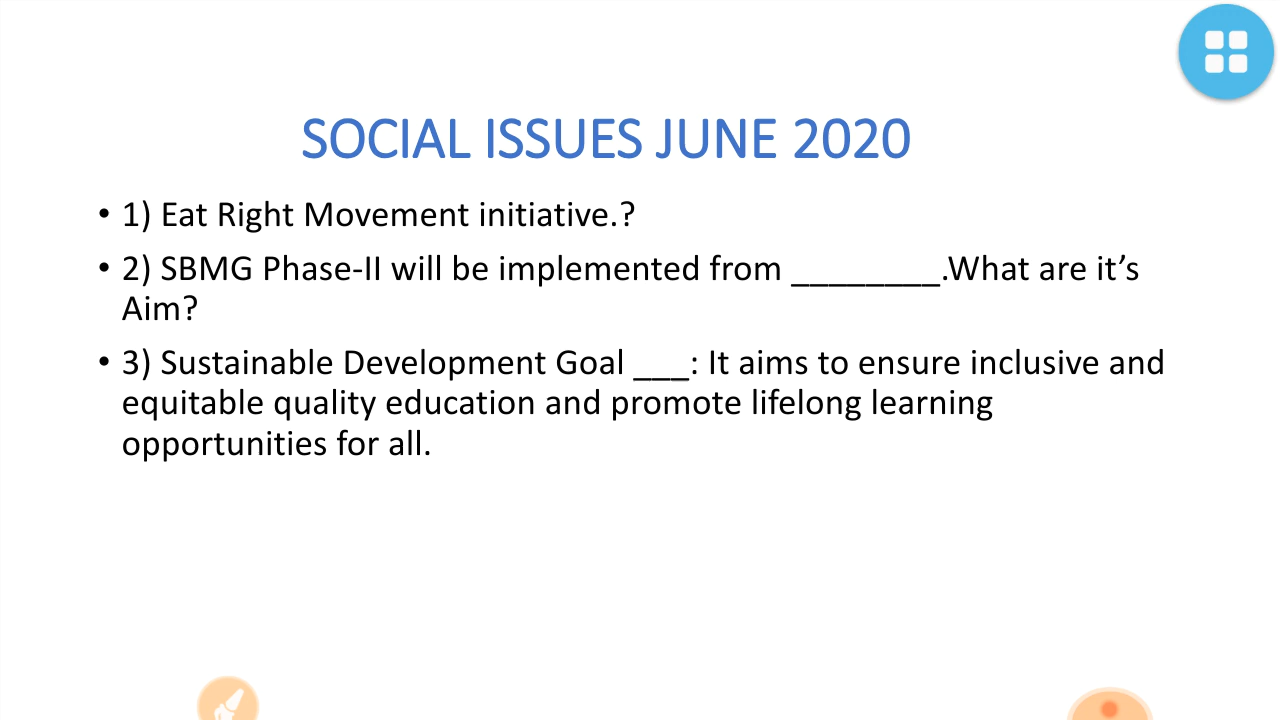 SOCIAL ISSUES JUNE 2020
• 1) Eat Right Movement initiative.?
• 2) SBMG Phase-II will be implemented from ________.What are it’s
Aim?
• 3) Sustainable Development Goal ___: It aims to ensure inclusive and
equitable quality education and promote lifelong learning
opportunities for all.